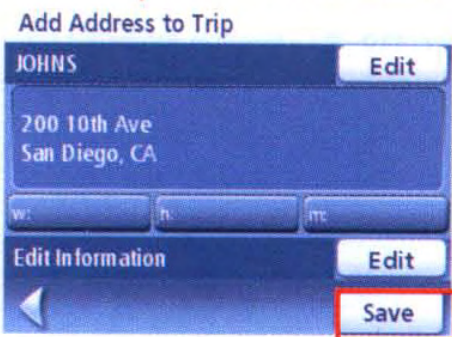 Add Address to Trip
JOHNS Edit
200 10th Ave
San Diego, CA
w: h: m:
Edit Information Edit
Save